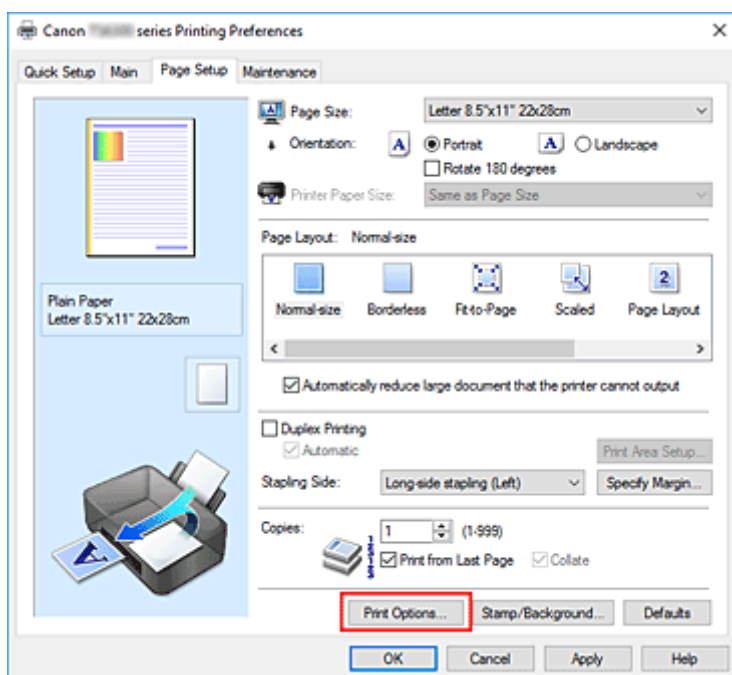 Canon series Printing Preferences
Quick Setup Main Page Setup Maintenance
Page Size: Letter 8.5"x11" 22x28cm
Orientation: A Portrait A Landscape
Rotate 180 degrees
Printer Paper Size: Same as Page Size
Page Layout: Normal-size
2
Normal-size Borderless Fit-to-Page Scaled Page Layout
Plain Paper
Letter 8.5"x11" 22x28cm
Automatically reduce large document that the printer cannot output
Duplex Printing
Automatic Print Area Setup...
Stapling Side: Long-side stapling (Left) Specify Margin...
Copies: 1 (1-999)
Print from Last Page Collate
A
Print Options... Stamp/Background... Defaults
OK Cancel Apply Help